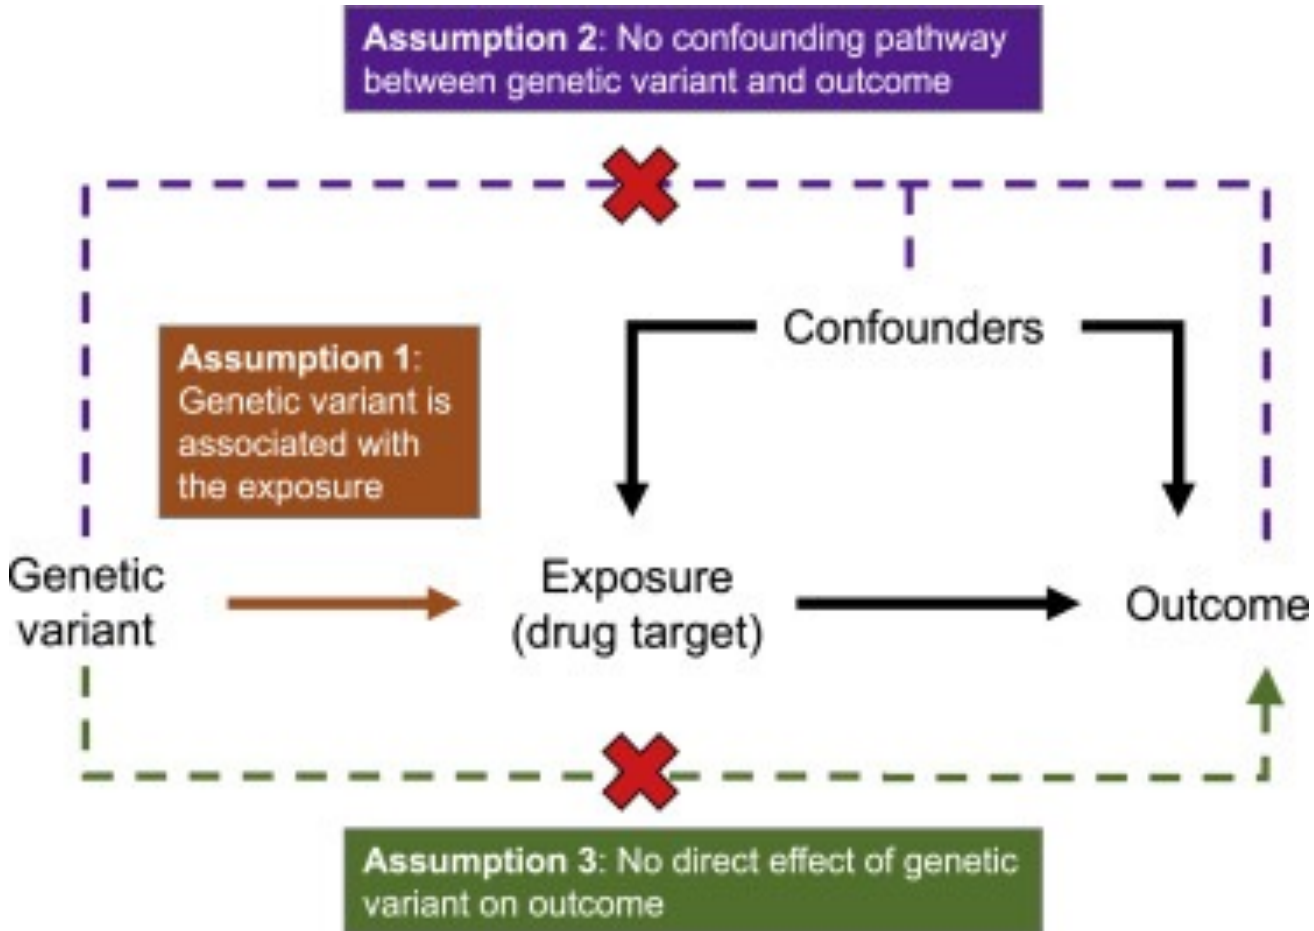 Assumption 2: No confounding pathway
between genetic variant and outcome
Confounders
Assumption 1:
Genetic variant is
associated with
the exposure
Genetic
variant
Exposure
(drug target)
Outcome
Assumption 3: No direct effect of genetic
variant on outcome